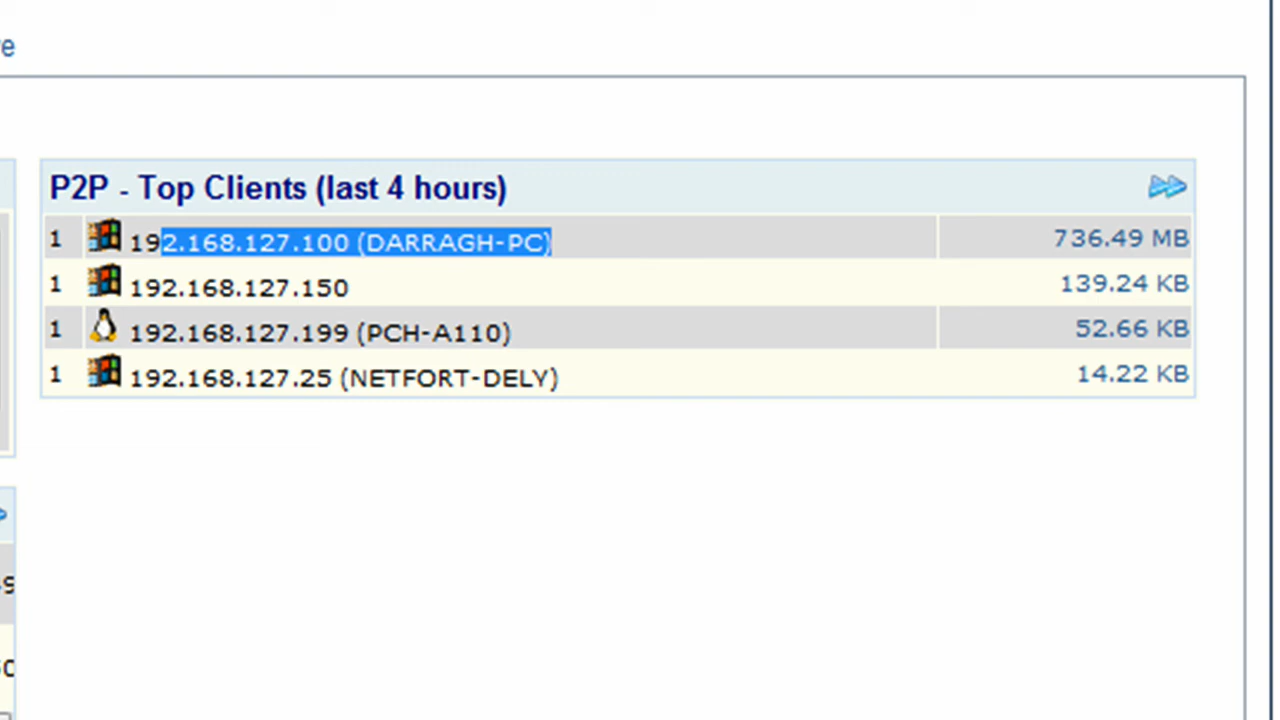 re
P2P - Top Clients (last 4 hours)
1 192.168.127.100 (DARRAGH-PC) 736.49 MB
1 192.168.127.150 139.24 KB
1 192.168.127.199 (PCH-A110) 52.66 KB
1 192.168.127.25 (NETFORT-DELY) 14.22 KB